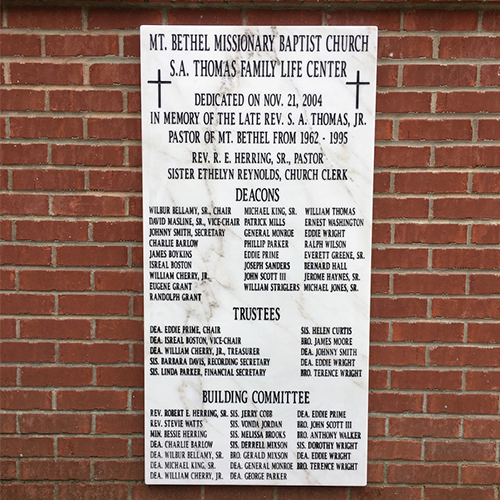 MT. BETHEL MISSIONARY BAPTIST CHURCH
S.A. THOMAS FAMILY LIFE CENTER
DEDICATED ON NOV. 21, 2004
IN MEMORY OF THE LATE REV. S. A. THOMAS, JR.
PASTOR OF MT. BETHEL FROM 1962 - 1995
REV. R. E. HERRING, SR., PASTOR
SISTER ETHELYN REYNOLDS, CHURCH CLERK
DEACONS
WILBUR BELLAMY, SR., CHAIR MICHAEL KING, SR. WILLIAM THOMAS
DAVID MASLINE, SR., VICE-CHAIR PATRICK MILLS ERNEST WASHINGTON
JOHNNY SMITH, SECRETARY GENERAL MONROE EDDIE WRIGHT
CHARLIE BARLOW PHILLIP PARKER RALPH WILSON
JAMES BOYKINS EDDIE PRIME EVERETT GREENE, SR.
ISREAL BOSTON JOSEPH SANDERS BERNARD HALL
WILLIAM CHERRY, JR. JOHN SCOTT III JEROME HAYNES, SR.
EUGENE GRANT WILLIAM STRIGLERS MICHAEL JONES, SR.
RANDOLPH GRANT
TRUSTEES
DEA. EDDIE PRIME, CHAIR SIS. HELEN CURTIS
DEA. ISREAL BOSTON, VICE-CHAIR BRO. JAMES MOORE
DEA. WILLIAM CHERRY, JR., TREASURER DEA. JOHNNY SMITH
SIS. BARBARA DAVIS, RECORDING SECRETARY DEA. EDDIE WRIGHT
SIS. LINDA PARKER, FINANCIAL SECRETARY BRO. TERENCE WRIGHT
BUILDING COMMITTEE
REV. ROBERT E. HERRING, SR. SIS. JERRY COBB DEA. EDDIE PRIME
REV. STEVIE WATTS SIS. VONDA JORDAN BRO. JOHN SCOTT III
MIN. BESSIE HERRING SIS. MELISSA BROOKS BRO. ANTHONY WALKER
DEA. CHARLIE BARLOW SIS. DERRELL MIXSON SIS. DOROTHY WRIGHT
DEA. WILBUR BELLAMY, SR. BRO. GERALD MIXSON DEA. EDDIE WRIGHT
DEA. MICHAEL KING, SR. DEA. GENERAL MONROE BRO. TERENCE WRIGHT
DEA. WILLIAM CHERRY, JR. DEA. GEORGE PARKER